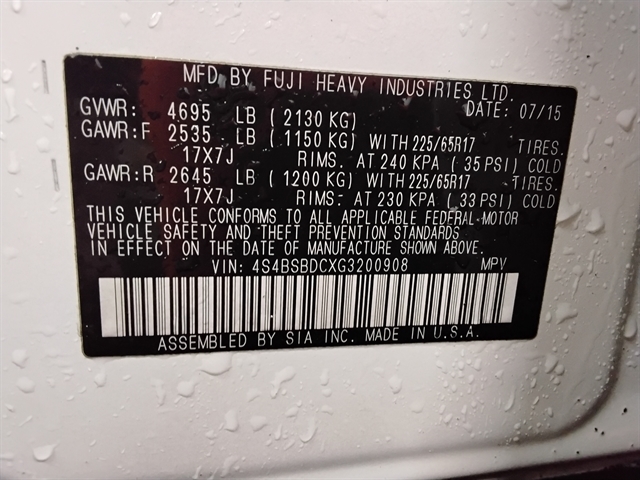 MFD. BY FUJI HEAVY INDUSTRIES LTD.
GVWR: 4695 LB (2130 KG) DATE: 07/15
GAWR:F 2535 LB (1150 KG) WITH 225/65R17 TIRES.
17X7J RIMS. AT 240 KPA (35 PSI) COLD
GAWR:R 2645 LB (1200 KG) WITH 225/65R17 TIRES.
17X7J RIMS. AT 230 KPA (33 PSI) COLD
THIS VEHICLE CONFORMS TO ALL APPLICABLE FEDERAL-MOTOR
VEHICLE SAFETY AND THEFT PREVENTION STANDARDS
IN EFFECT ON THE DATE OF MANUFACTURE SHOWN ABOVE.
VIN: 4S4BSBDCXG3200908 MPV
ASSEMBLED BY SIA INC. MADE IN U.S.A.